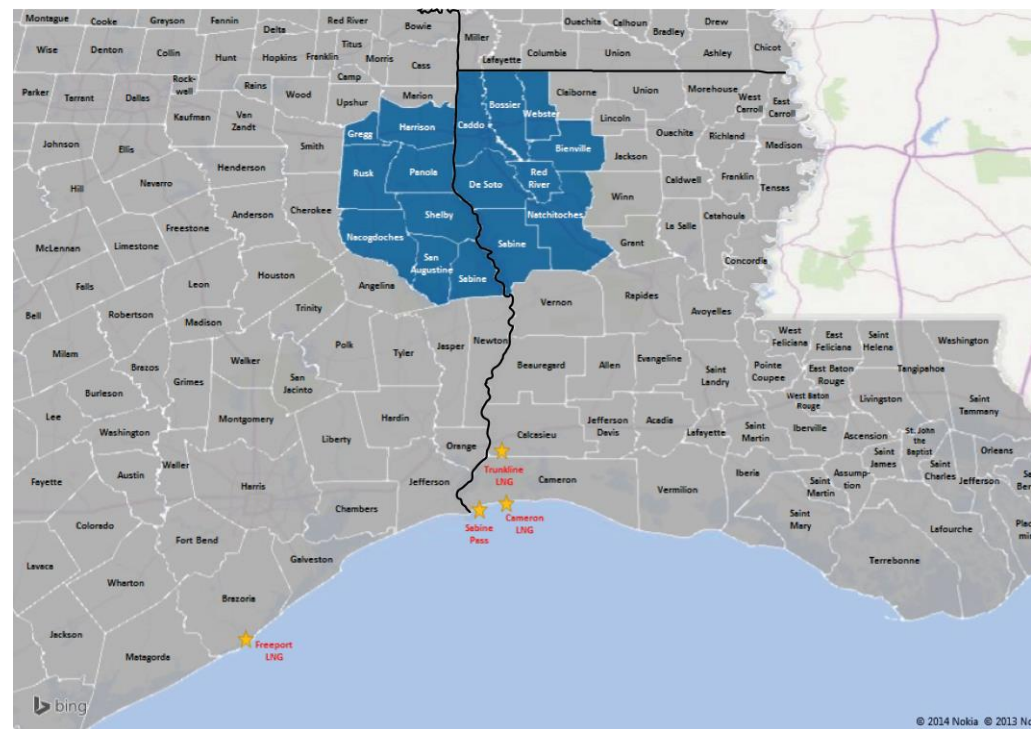 Montague
Cooke
Grayson
Fennin
Delta
Red River
Bowie
Miller
Ouachita
Calhoun
Bradley
Drew
Wise
Denton
Collin
Hunt
Hopkins
Franklin
Titus
Morris
Cass
Lafayette
Columbia
Union
Ashley
Chicot
Parker
Tarrant
Dallas
Rock-
wall
Rains
Wood
Camp
Upshur
Marion
Caddo
Bossier
Webster
Claiborne
Union
Morehouse
West
Carroll
East
Carroll
Kaufman
Van
Zandt
Gregg
Harrison
Lincoln
Ouachita
Richland
Madison
Johnson
Ellis
Smith
Henderson
Rusk
Panola
De Soto
Red
River
Bienville
Jackson
Caldwell
Franklin
Tensas
Hill
Navarro
Anderson
Cherokee
Shelby
Natchitoches
Winn
La Salle
Catahoula
McLennan
Limestone
Freestone
Nacogdoches
San
Augustine
Sabine
Sabine
Grant
Concordia
Falls
Leon
Houston
Angelina
Vernon
Rapides
Avoyelles
Bell
Robertson
Madison
Trinity
Milam
Brazos
Walker
Polk
Tyler
Jasper
Newton
Beauregard
Allen
Evangeline
Saint
Landry
Pointe
Coupee
West
Feliciana
East
Feliciana
Saint
Helena
Washington
East Baton
Rouge
Tangipahoa
Burleson
Grimes
San
Jacinto
Lee
Washington
Montgomery
Liberty
Hardin
Orange
Calcasieu
Jefferson
Davis
Acadia
Lafayette
Saint
Martin
West Baton
Rouge
Iberville
Livingston
Ascension
St. John
the
Baptist
Saint
Tammany
Fayette
Austin
Waller
Harris
Chambers
Jefferson
Trunkline
LNG
Cameron
Vermilion
Iberia
Saint
Martin
Assump-
tion
Saint
James
Saint
Charles
Jefferson
Orleans
Colorado
Fort Bend
Galveston
Sabine
Pass
Cameron
LNG
Saint
Mary
Lafourche
Terrebonne
Lavaca
Wharton
Brazoria
Jackson
Matagorda
Freeport
LNG
bing
© 2014 Nokia © 2013 No